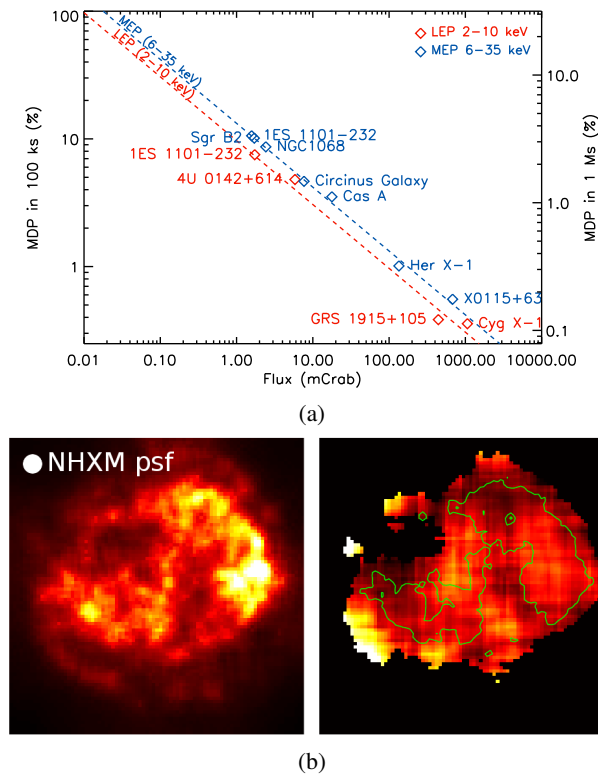 100
10
1
MDP in 100 ks (%)
10.0
1.0
0.1
MDP in 1 Ms (%)
MEP (6-35 keV)
LEP (2-10 keV)
LEP 2-10 keV
MEP 6-35 keV
Sgr B2
1ES 1101-232
NGC1068
1ES 1101-232
4U 0142+614
Circinus Galaxy
Cas A
Her X-1
X0115+63
GRS 1915+105
Cyg X-1
0.01 0.10 1.00 10.00 100.00 1000.00 10000.00
Flux (mCrab)
(a)
NHXM psf
(b)